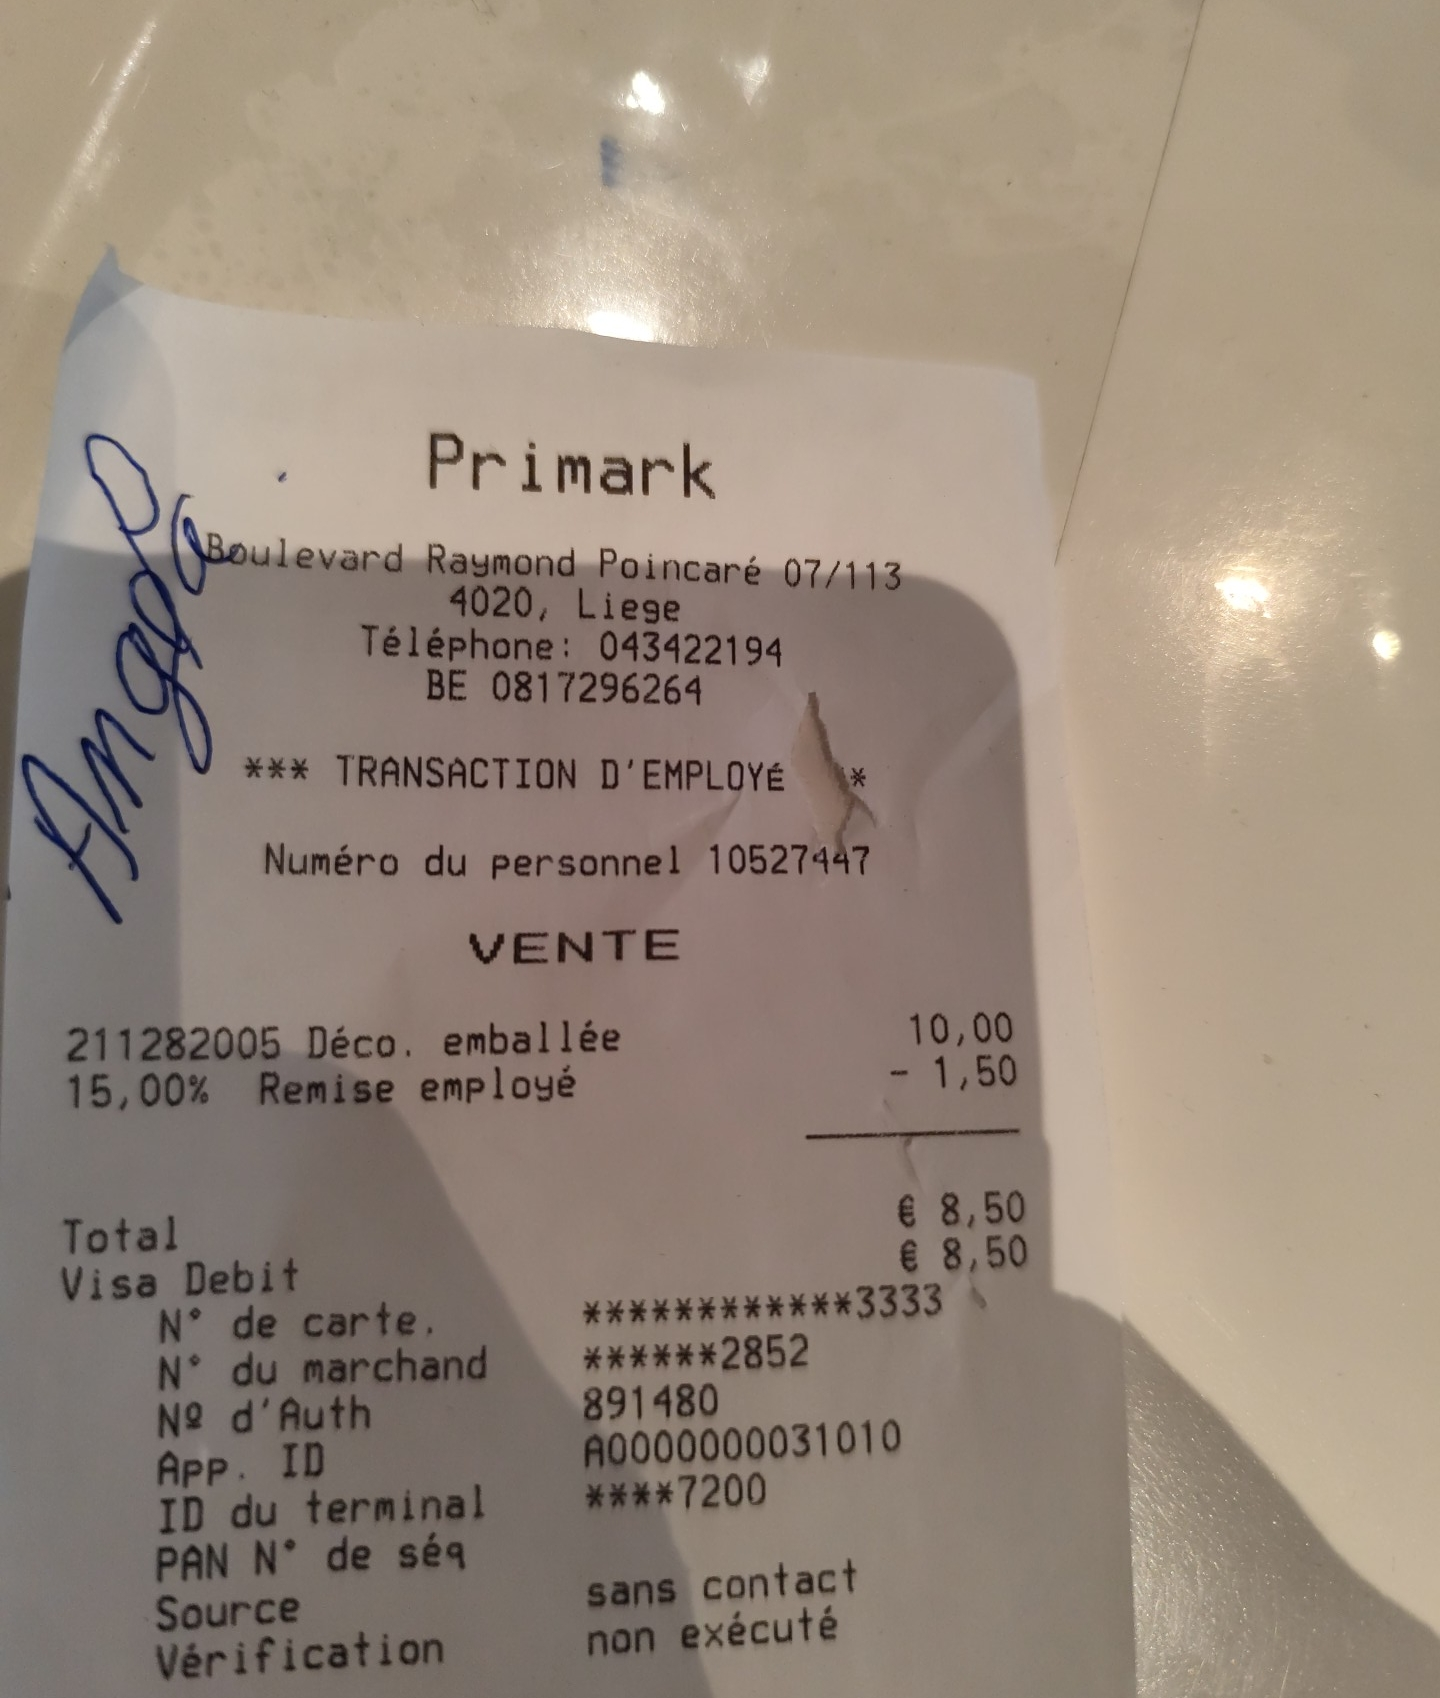 Primark
Boulevard Raymond Poincaré 07/113
4020, Liege
Téléphone: 043422194
BE 0817296264
*** TRANSACTION D'EMPLOYÉ *
Numéro du personnel 10527447
VENTE
211282005 Déco. emballée 10,00
15,00% Remise employé - 1,50
Total € 8,50
Visa Debit € 8,50
N° de carte. ************3333
N° du marchand ******2852
Nº d'Auth 891480
App. ID A0000000031010
ID du terminal ****7200
PAN N° de séq
Source sans contact
Vérification non exécuté